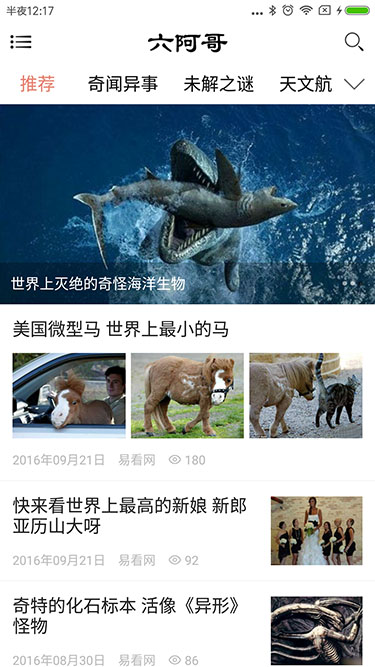 半夜12:17
六阿哥
推荐 奇闻异事 未解之谜 天文航
世界上灭绝的奇怪海洋生物
美国微型马 世界上最小的马
2016年09月21日 易看网 180
快来看世界上最高的新娘 新郎
亚历山大呀
2016年09月21日 易看网 92
奇特的化石标本 活像《异形》
怪物
2016年08月30日 易看网 86